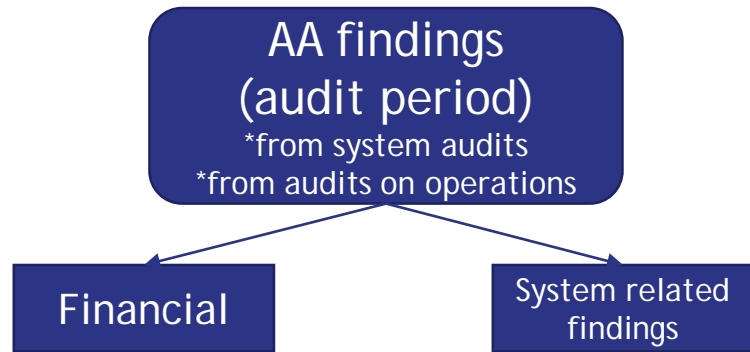 AA findings
(audit period)
*from system audits
*from audits on operations
Financial
System related
findings